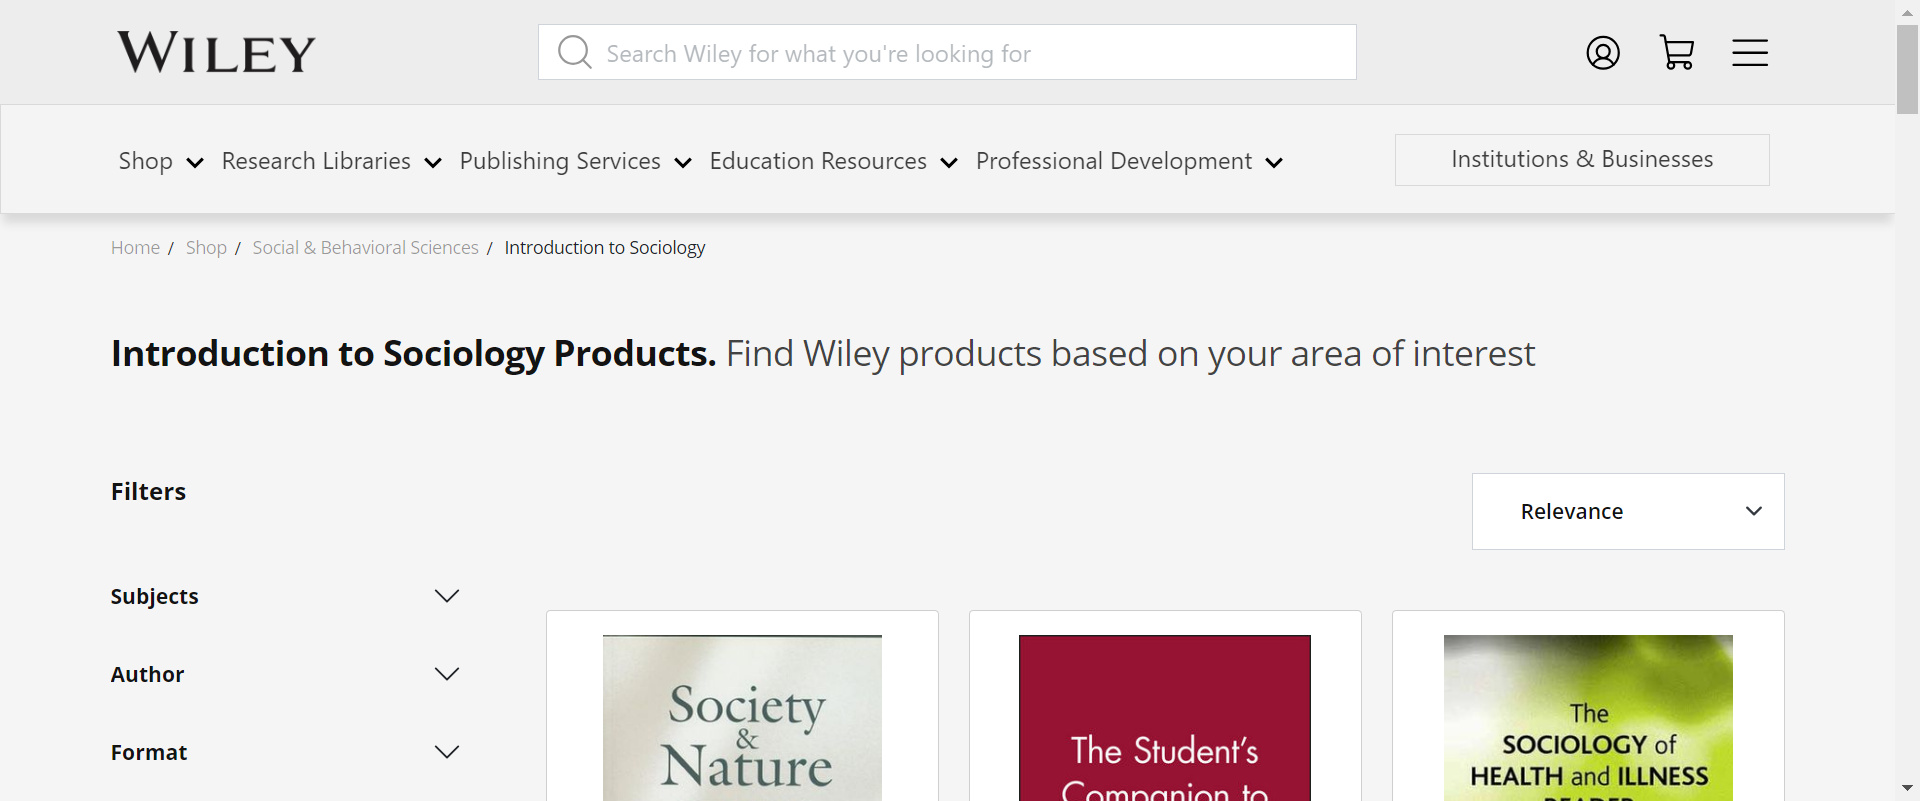 WILEY
Search Wiley for what you're looking for
Shop Research Libraries Publishing Services Education Resources Professional Development Institutions & Businesses
Home / Shop / Social & Behavioral Sciences / Introduction to Sociology
Introduction to Sociology Products. Find Wiley products based on your area of interest
Filters
Relevance
Subjects
Author
Format
Society
&
Nature
The Student's
Companion to
The
SOCIOLOGY of
HEALTH and ILLNESS
READER